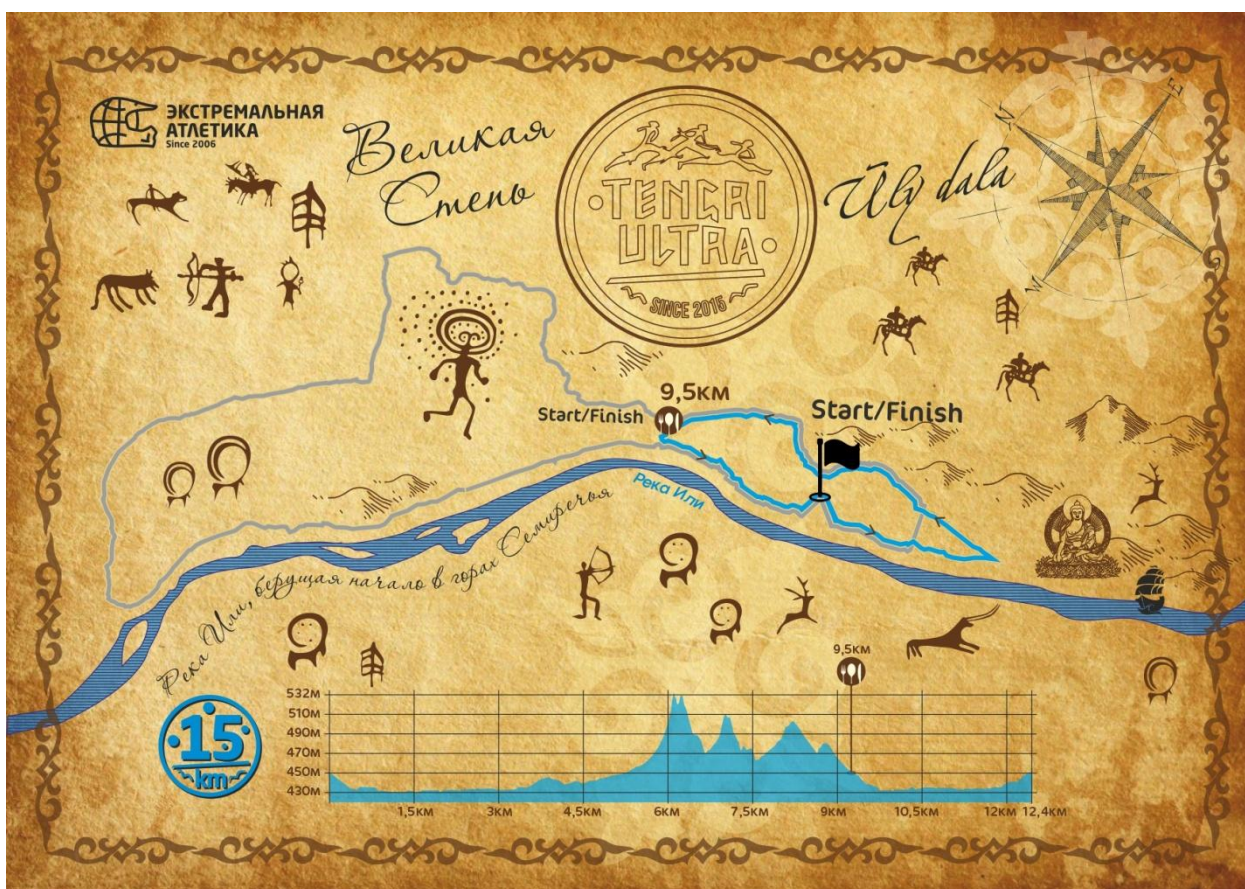 ЭКСТРЕМАЛЬНАЯ
АТЛЕТИКА
Since 2006
Великая
Степь
TENGRI
ULTRA
SINCE 2015
Ūly dala
N
E
W
9,5км
Start/Finish
Start/Finish
Река Или
Река Или, берущая начало в горах Семиречья
15
km
9,5км
532м
510м
490м
470м
450м
430м
1,5км
3км
4,5км
6км
7,5км
9км
10,5км
12км
12,4км